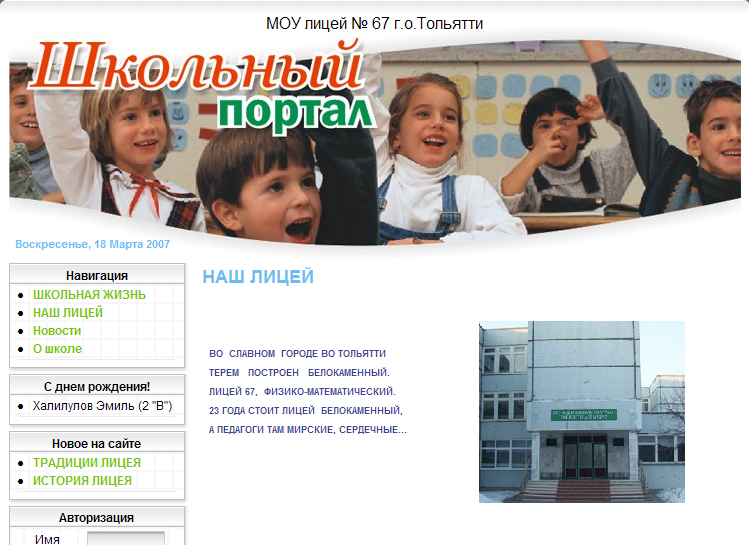 МОУ лицей № 67 г.о.Тольятти
Школьный
портал
Воскресенье, 18 Марта 2007
Навигация
ШКОЛЬНАЯ ЖИЗНЬ
НАШ ЛИЦЕЙ
Новости
О школе
С днем рождения!
Халипулов Эмиль (2 "В")
Новое на сайте
ТРАДИЦИИ ЛИЦЕЯ
ИСТОРИЯ ЛИЦЕЯ
Авторизация
Имя
НАШ ЛИЦЕЙ
ВО СЛАВНОМ ГОРОДЕ ВО ТОЛЬЯТТИ
ТЕРЕМ ПОСТРОЕН БЕЛОКАМЕННЫЙ.
ЛИЦЕЙ 67, ФИЗИКО-МАТЕМАТИЧЕСКИЙ.
23 ГОДА СТОИТ ЛИЦЕЙ БЕЛОКАМЕННЫЙ,
А ПЕДАГОГИ ТАМ МИРСКИЕ, СЕРДЕЧНЫЕ...